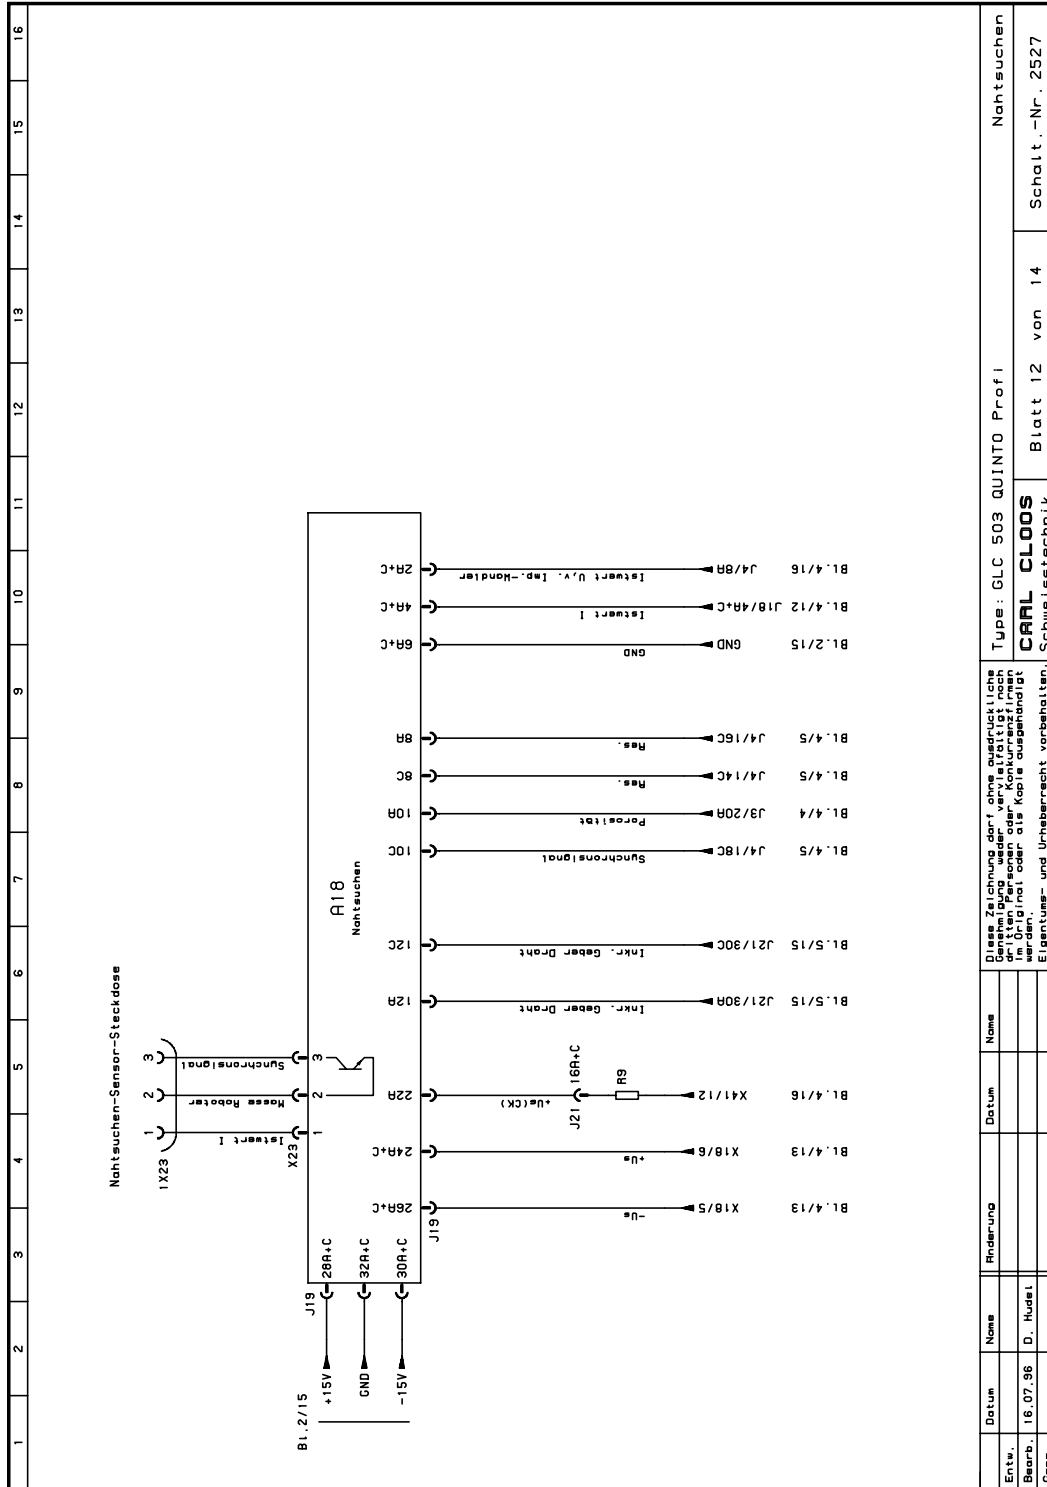 1
2
3
4
5
6
7
8
9
10
11
12
13
14
15
16
Nahtsuchen-Sensor-Steckdose
1X23
1
2
3
Istwert I
Masse Roboter
Synchronsignal
X23
1
2
3
A18
Nahtsuchen
Bl.2/15
+15V
GND
-15V
J19
28A+C
32A+C
30A+C
J19
26A+C
-Us
X18/5
Bl.4/13
24A+C
+Us
X18/6
Bl.4/13
22A
+Us(CK)
J21
16A+C
R9
X41/12
Bl.4/16
12A
Inkr. Geber Draht
J21/30A
Bl.5/15
12C
Inkr. Geber Draht
J21/30C
Bl.5/15
10C
Synchronsignal
J4/18C
Bl.4/5
10A
Porosität
J3/20A
Bl.4/4
8C
Res.
J4/14C
Bl.4/5
8A
Res.
J4/16C
Bl.4/5
6A+C
GND
GND
Bl.2/15
4A+C
Istwert I
J18/4A+C
Bl.4/12
2A+C
Istwert U,v. Imp.-Wandler
J4/8A
Bl.4/16
Datum
Name
Änderung
Datum
Name
Entw.
Bearb.
16.07.96
D. Hudel
Diese Zeichnung darf ohne ausdrückliche
Genehmigung weder vervielfältigt noch
dritten Personen oder Konkurrenzfirmen
im Original oder als Kopie ausgehändigt
werden.
Eigentums- und Urheberrecht vorbehalten.
Type: GLC 503 QUINTO Profi
Nahtsuchen
CARL CLOOS
Schweisstechnik
Blatt 12 von 14
Schalt.-Nr. 2527